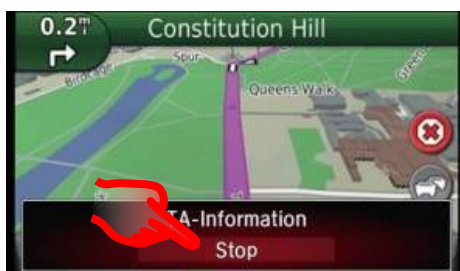 0.2m
Constitution Hill
Spur
Birdcage
Queens Walk
Green
TA-Information
Stop